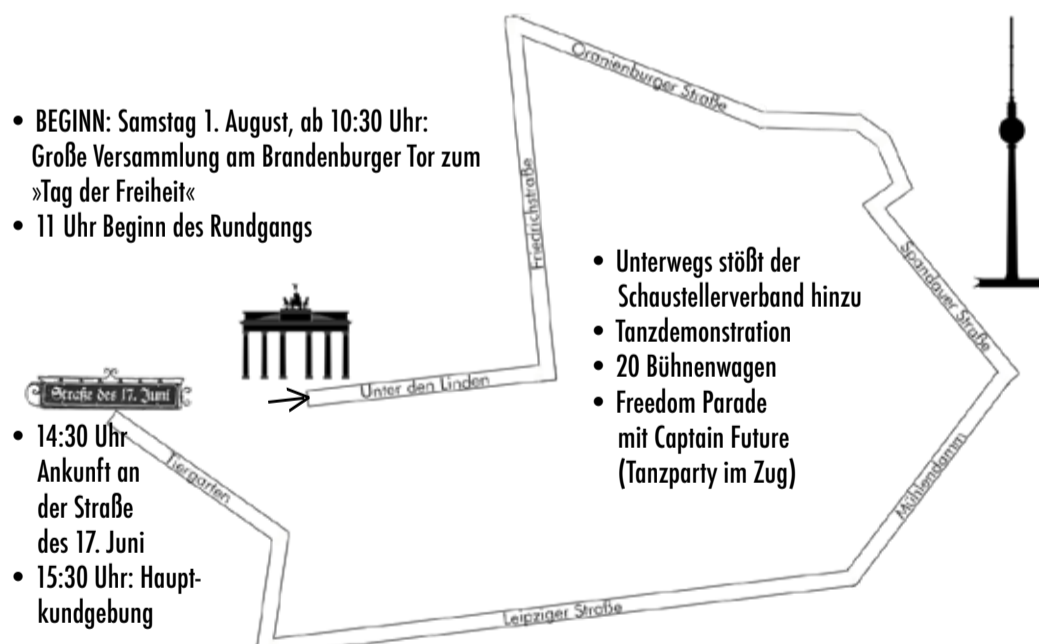 • BEGINN: Samstag 1. August, ab 10:30 Uhr:
Große Versammlung am Brandenburger Tor zum
»Tag der Freiheit«
• 11 Uhr Beginn des Rundgangs
Oranienburger Straße
Friedrichstraße
Spandauer Straße
• Unterwegs stößt der
Schaustellerverband hinzu
• Tanzdemonstration
• 20 Bühnenwagen
• Freedom Parade
mit Captain Future
(Tanzparty im Zug)
Unter den Linden
Straße des 17. Juni
• 14:30 Uhr
Ankunft an
der Straße
des 17. Juni
• 15:30 Uhr: Haupt-
kundgebung
Tiergarten
Mühlendamm
Leipziger Straße